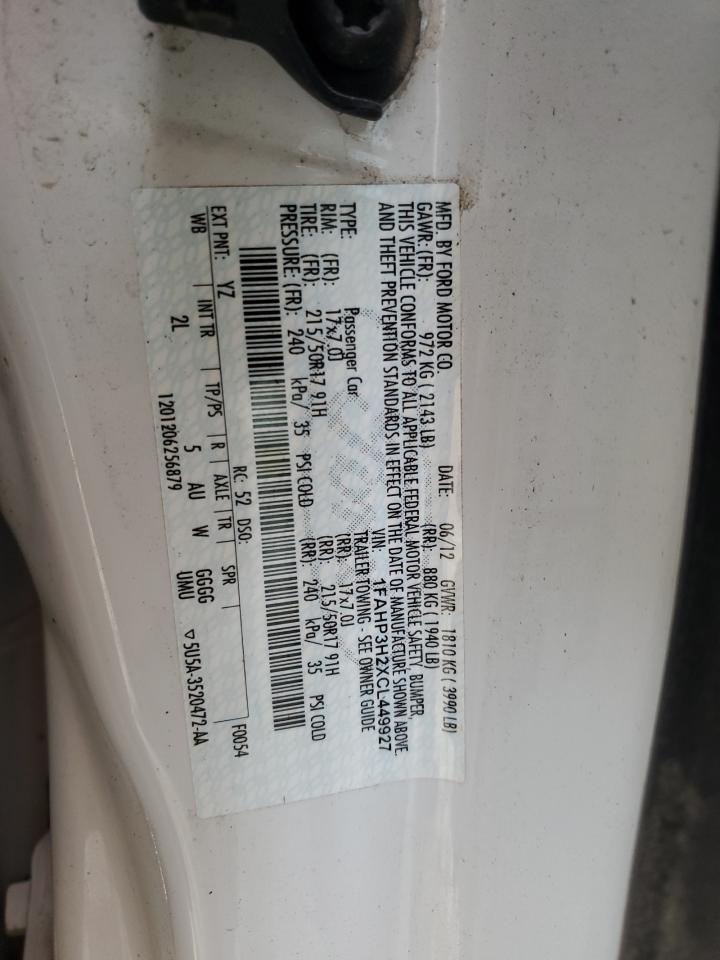 MFD. BY FORD MOTOR CO. DATE: 06/12 GVWR: 1810 KG ( 3990 LB)
GAWR: (FR): 972 KG ( 2143 LB) (RR): 880 KG ( 1940 LB)
THIS VEHICLE CONFORMS TO ALL APPLICABLE FEDERAL MOTOR VEHICLE SAFETY, BUMPER,
AND THEFT PREVENTION STANDARDS IN EFFECT ON THE DATE OF MANUFACTURE SHOWN ABOVE.
VIN: 1FAHP3H2XCL449927
TYPE: Passenger Car TRAILER TOWING - SEE OWNER GUIDE
RIM: (FR): 17x7.0J (RR): 17x7.0J
TIRE: (FR): 215/50R17 91H (RR): 215/50R17 91H
PRESSURE: (FR): 240 kPa/ 35 PSI COLD (RR): 240 kPa/ 35 PSI COLD
RC: 52 DSO: F0054
EXT PNT: YZ
WB INT TR TP/PS R AXLE TR SPR
2L 5 AU W GGGG
UMU
1201206256879 ▽5U5A-3520472-AA